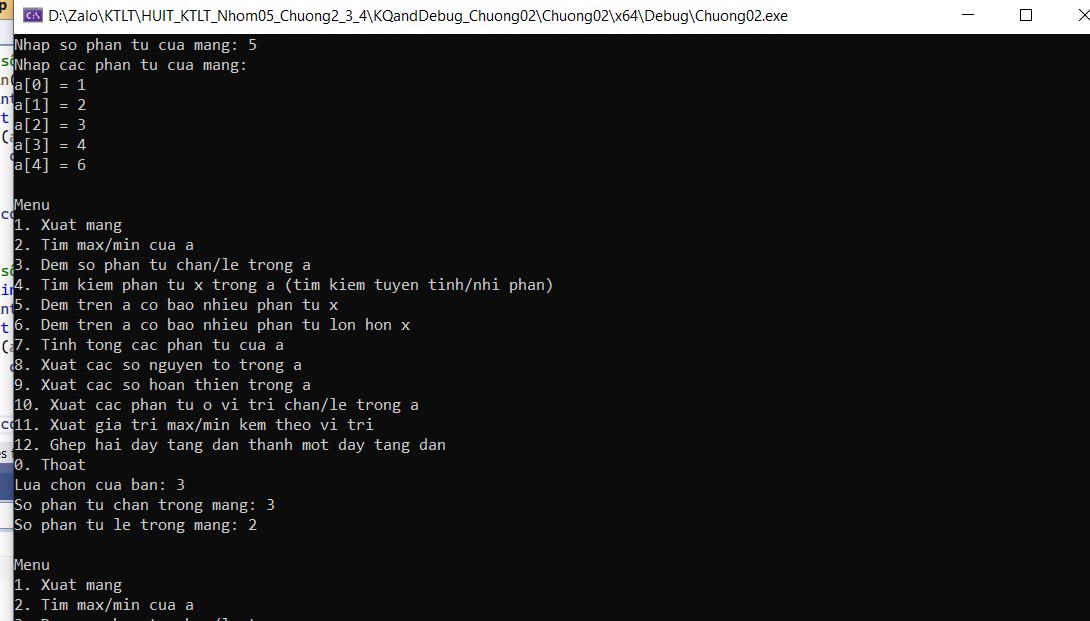 D:\Zalo\KTLT\HUIT_KTLT_Nhom05_Chuong2_3_4\KQandDebug_Chuong02\Chuong02\x64\Debug\Chuong02.exe
Nhap so phan tu cua mang: 5
Nhap cac phan tu cua mang:
a[0] = 1
a[1] = 2
a[2] = 3
a[3] = 4
a[4] = 6
Menu
1. Xuat mang
2. Tim max/min cua a
3. Dem so phan tu chan/le trong a
4. Tim kiem phan tu x trong a (tim kiem tuyen tinh/nhi phan)
5. Dem tren a co bao nhieu phan tu x
6. Dem tren a co bao nhieu phan tu lon hon x
7. Tinh tong cac phan tu cua a
8. Xuat cac so nguyen to trong a
9. Xuat cac so hoan thien trong a
10. Xuat cac phan tu o vi tri chan/le trong a
11. Xuat gia tri max/min kem theo vi tri
12. Ghep hai day tang dan thanh mot day tang dan
0. Thoat
Lua chon cua ban: 3
So phan tu chan trong mang: 3
So phan tu le trong mang: 2
Menu
1. Xuat mang
2. Tim max/min cua a